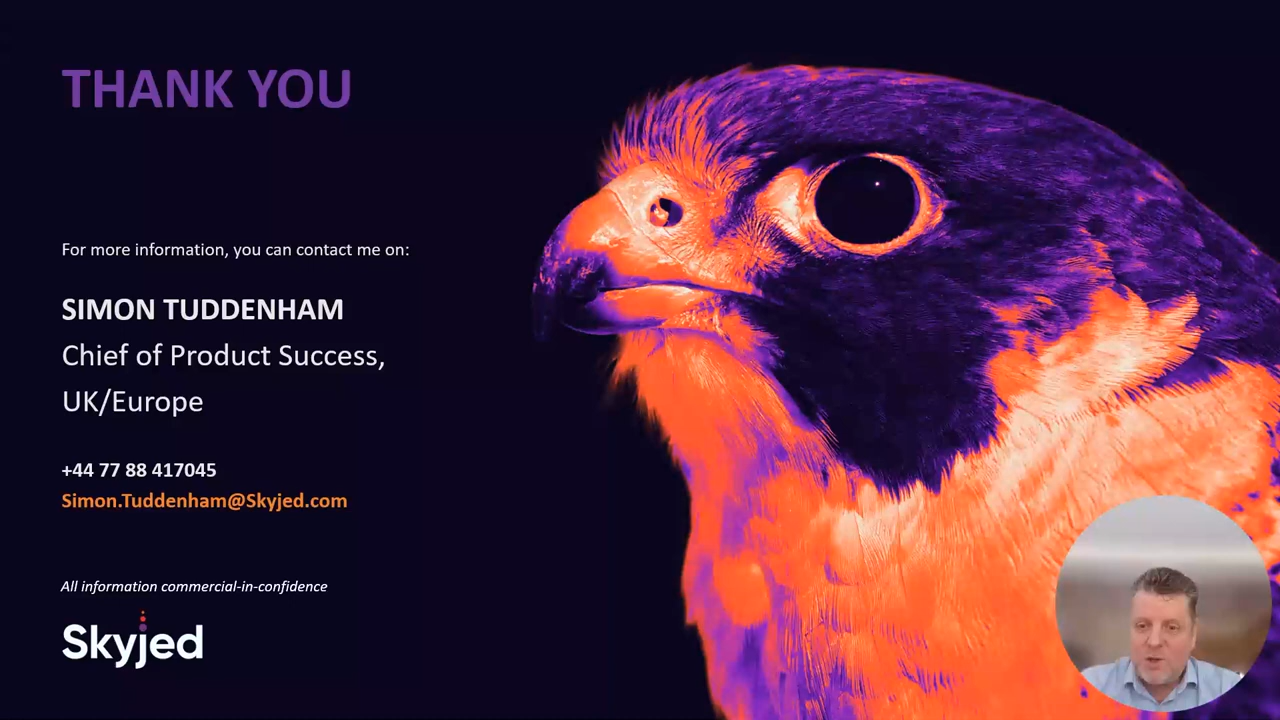 THANK YOU
For more information, you can contact me on:
SIMON TUDDENHAM
Chief of Product Success,
UK/Europe
+44 77 88 417045
Simon.Tuddenham@Skyjed.com
All information commercial-in-confidence
Skyjed